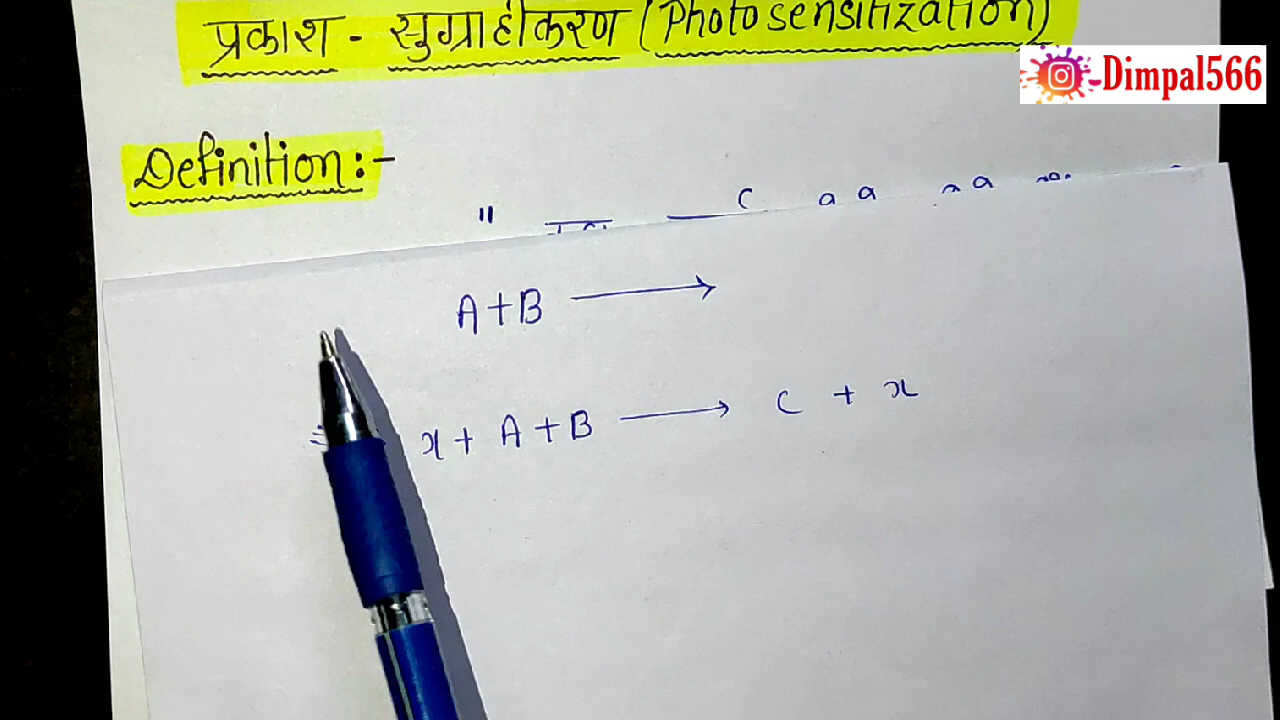 प्रकाश - सुग्राहीकरण (Photosensitization)
-Dimpal566
Definition:-
"
A+B ⟶
x + A + B ⟶ C + x